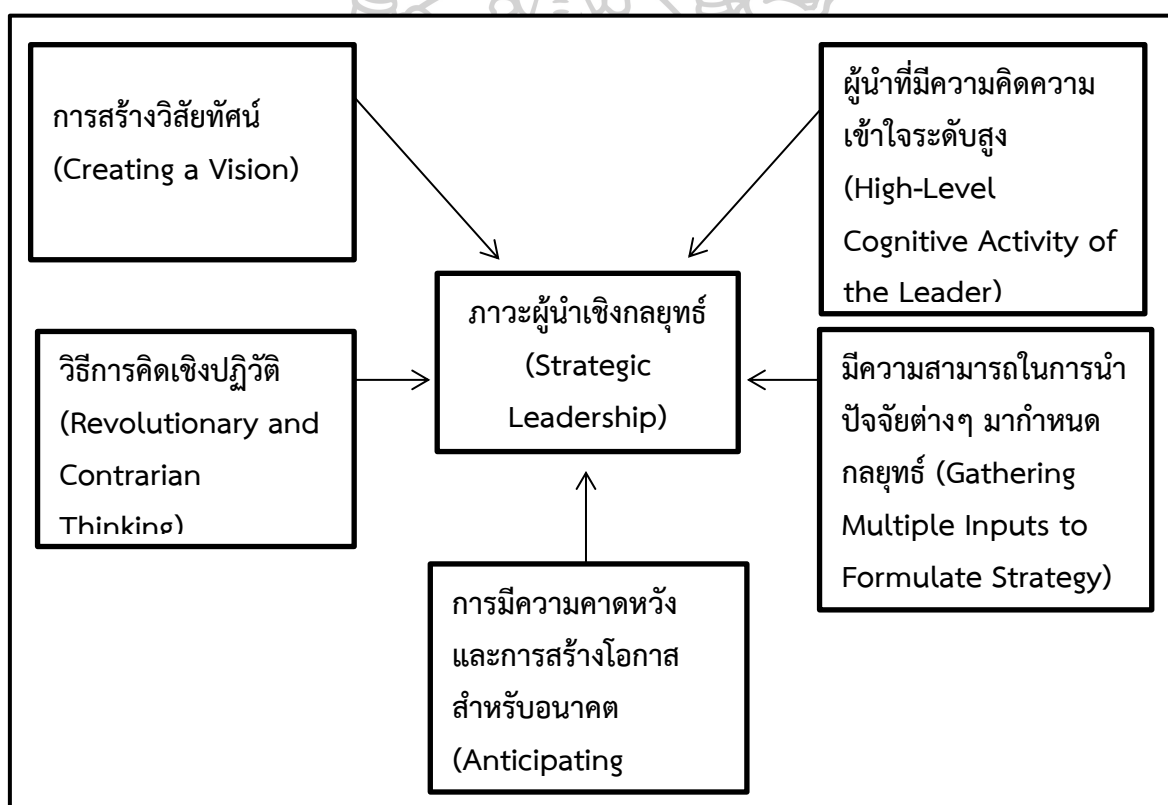 การสร้างวิสัยทัศน์
(Creating a Vision)
ผู้นำที่มีความคิดความ
เข้าใจระดับสูง
(High-Level
Cognitive Activity of
the Leader)
ภาวะผู้นำเชิงกลยุทธ์
(Strategic
Leadership)
วิธีการคิดเชิงปฏิวัติ
(Revolutionary and
Contrarian
Thinking)
มีความสามารถในการนำ
ปัจจัยต่างๆ มากำหนด
กลยุทธ์ (Gathering
Multiple Inputs to
Formulate Strategy)
การมีความคาดหวัง
และการสร้างโอกาส
สำหรับอนาคต
(Anticipating